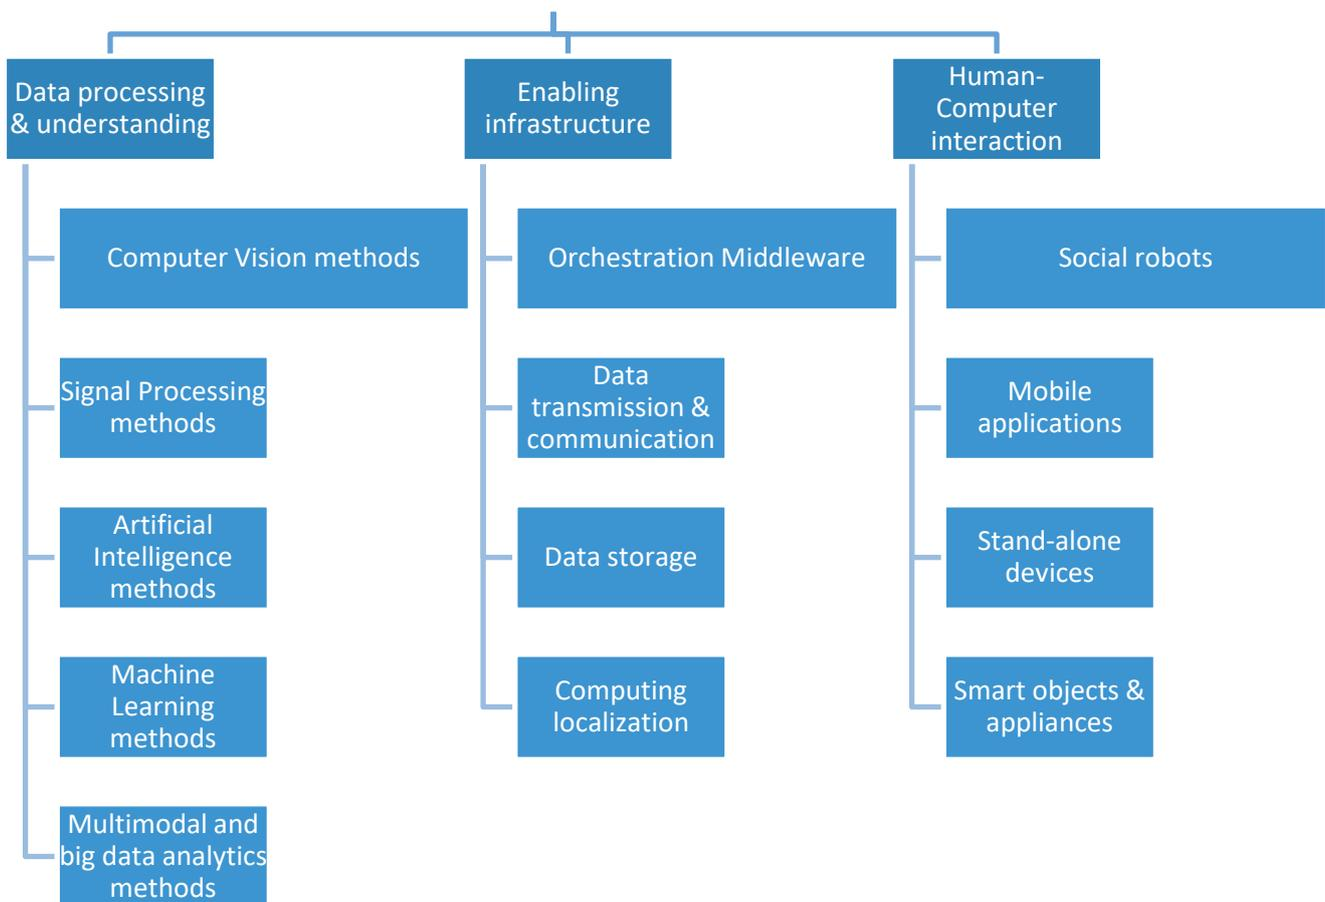 Data processing
& understanding
Computer Vision methods
Signal Processing
methods
Artificial
Intelligence
methods
Machine
Learning
methods
Multimodal and
big data analytics
methods
Enabling
infrastructure
Orchestration Middleware
Data
transmission &
communication
Data storage
Computing
localization
Human-
Computer
interaction
Social robots
Mobile
applications
Stand-alone
devices
Smart objects &
appliances